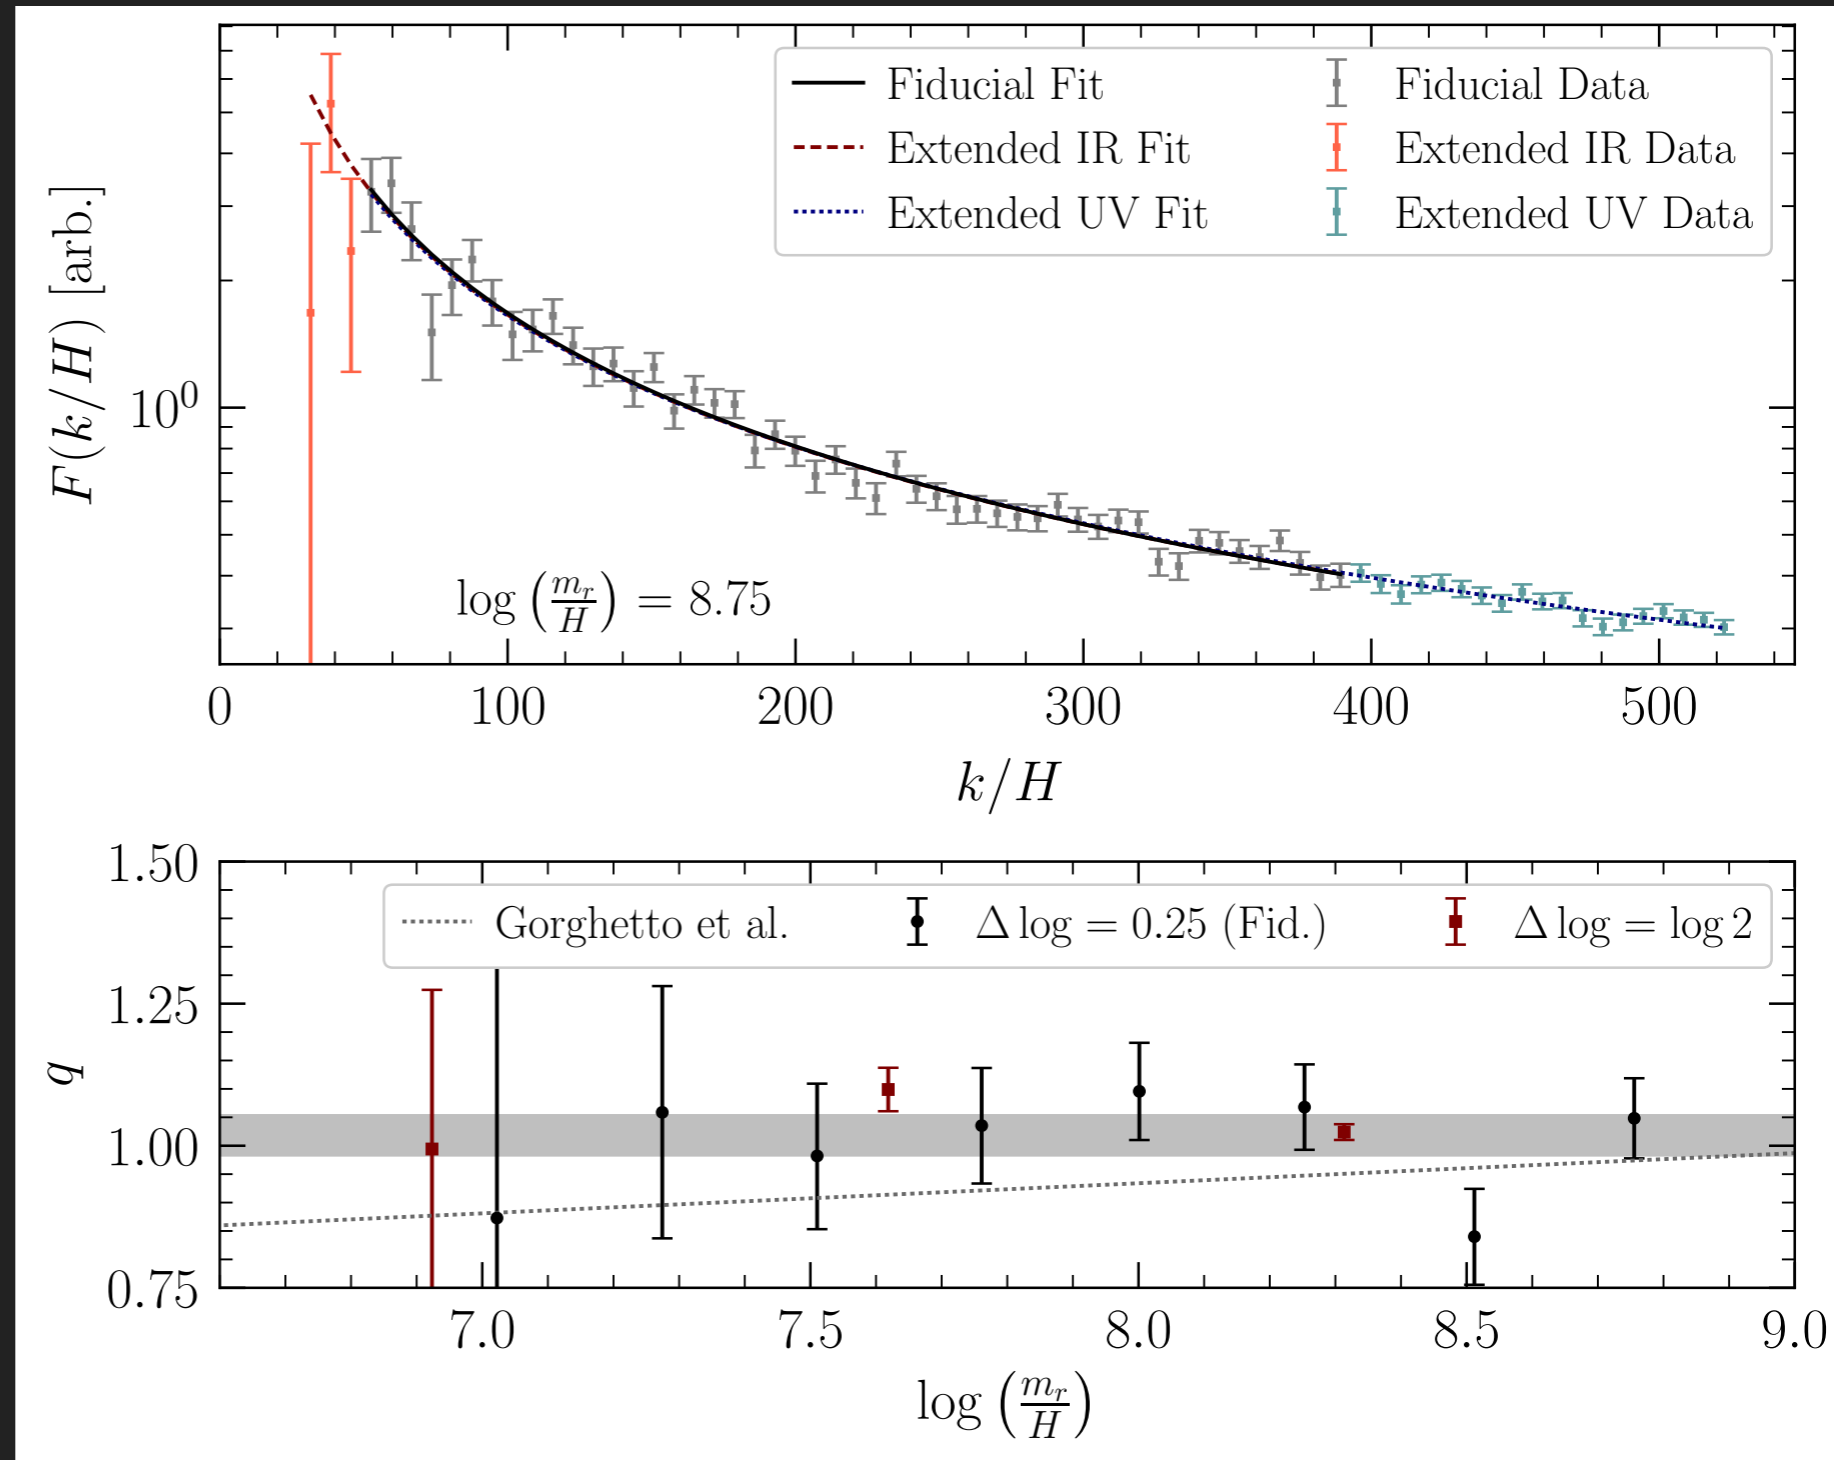 Fiducial Fit
Extended IR Fit
Extended UV Fit
Fiducial Data
Extended IR Data
Extended UV Data
F(k/H) [arb.]
10⁰
log (m_r/H) = 8.75
0 100 200 300 400 500
k/H
1.50
1.25
1.00
0.75
q
Gorghetto et al.
Δ log = 0.25 (Fid.)
Δ log = log 2
7.0 7.5 8.0 8.5 9.0
log (m_r/H)